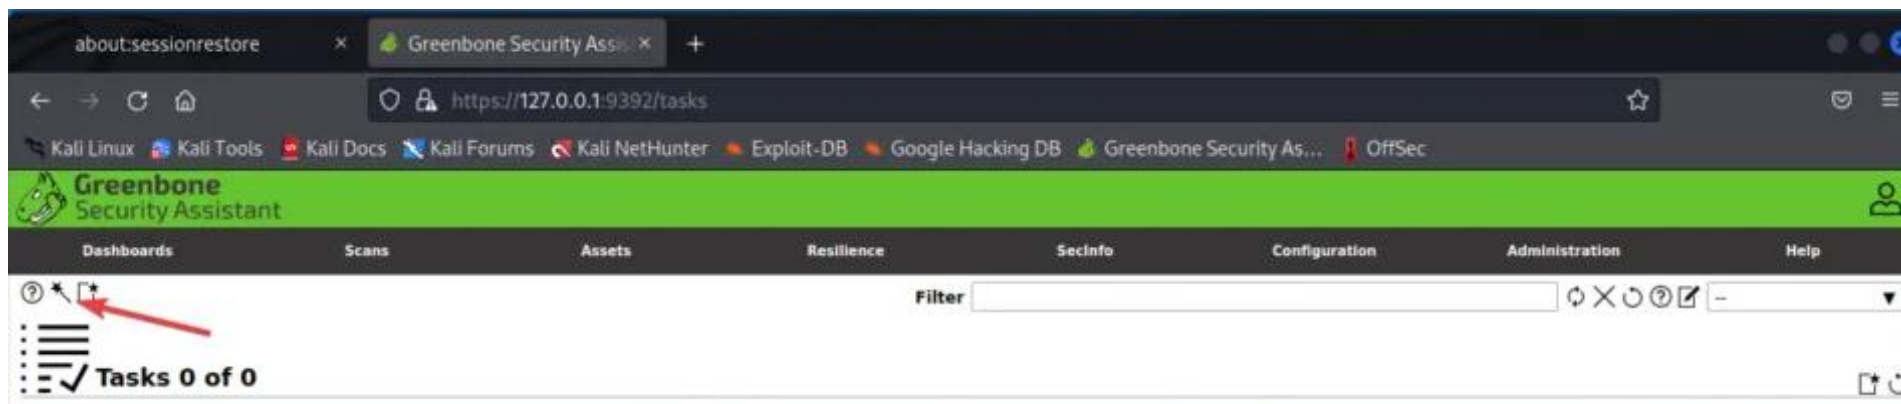 about:sessionrestore Greenbone Security Assis
https://127.0.0.1:9392/tasks
Kali Linux Kali Tools Kali Docs Kali Forums Kali NetHunter Exploit-DB Google Hacking DB Greenbone Security As... OffSec
Greenbone
Security Assistant
Dashboards Scans Assets Resilience SecInfo Configuration Administration Help
Filter --
Tasks 0 of 0